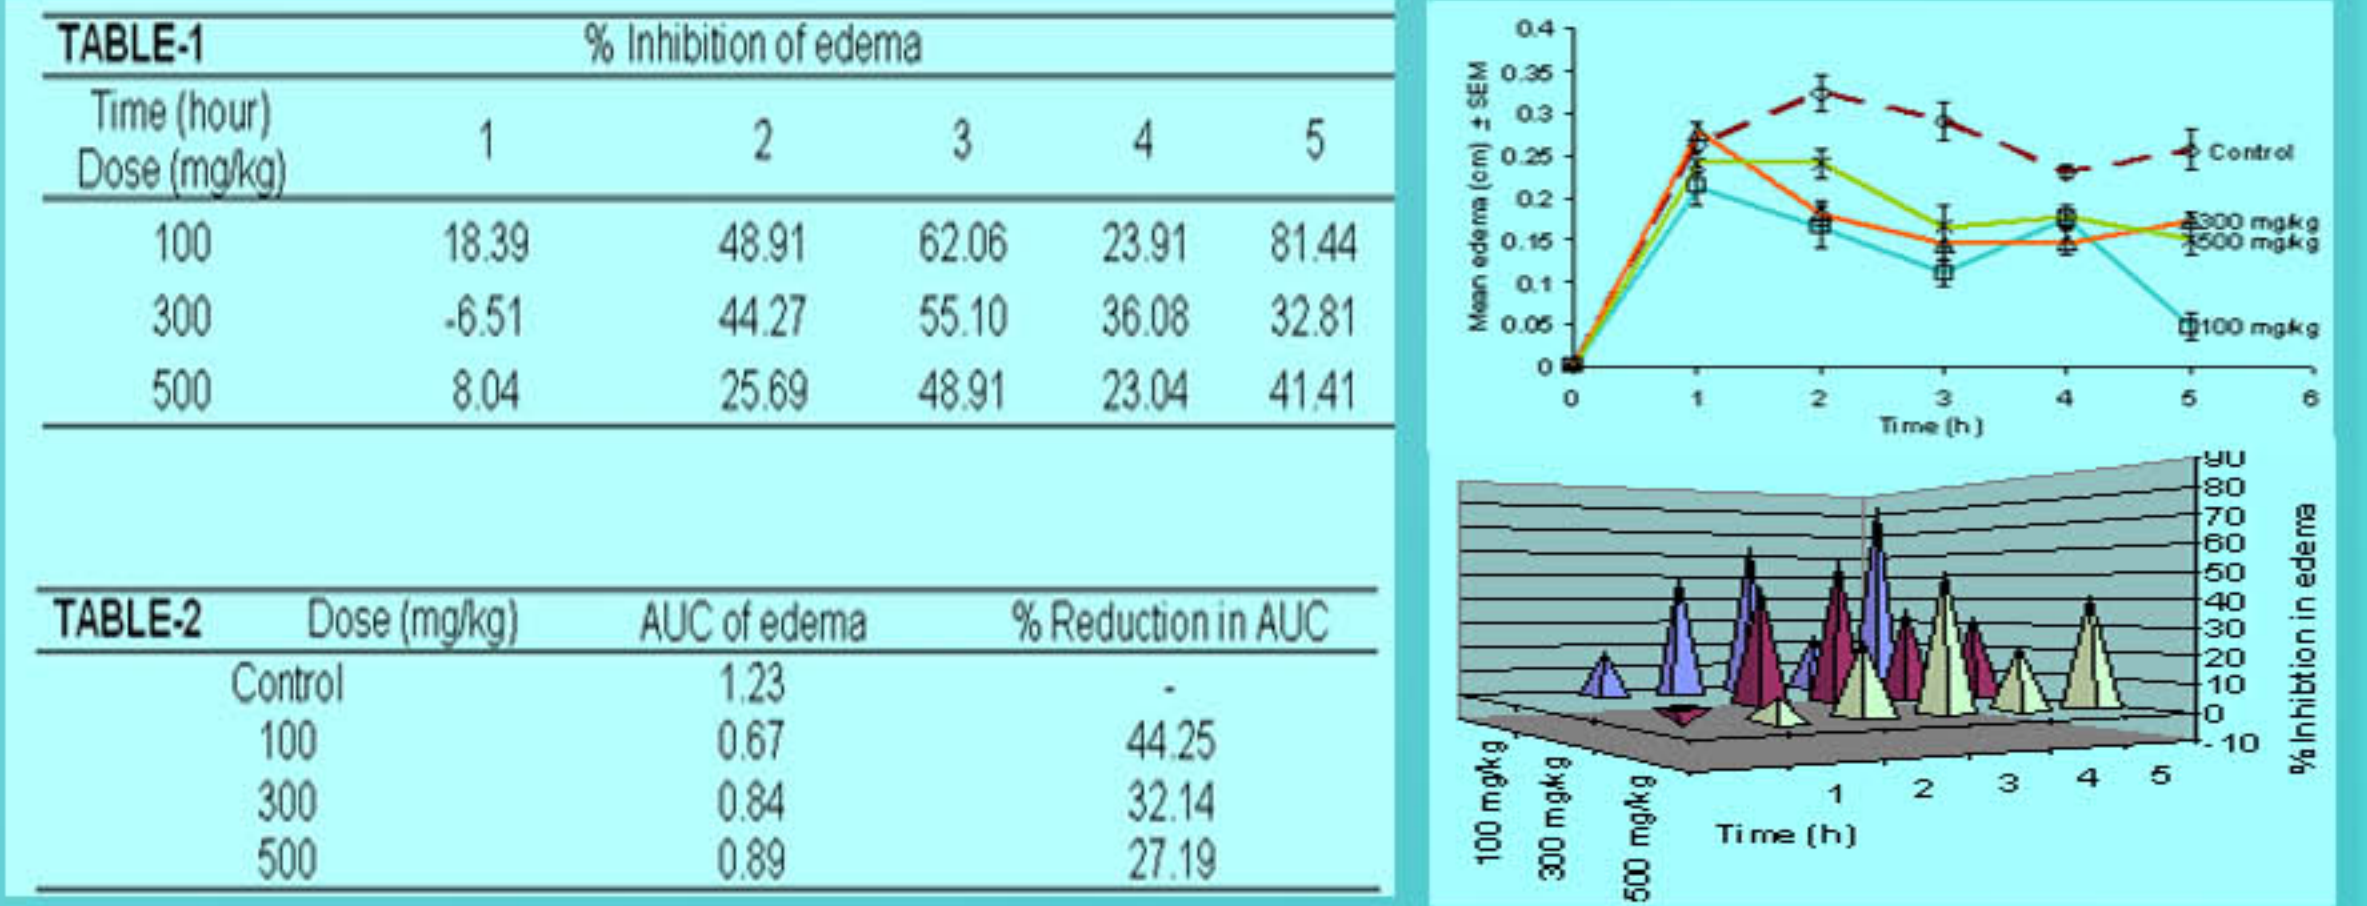 TABLE-1 % Inhibition of edema
Time (hour)
Dose (mg/kg) 1 2 3 4 5
100 18.39 48.91 62.06 23.91 81.44
300 -6.51 44.27 55.10 36.08 32.81
500 8.04 25.69 48.91 23.04 41.41
TABLE-2 Dose (mg/kg) AUC of edema % Reduction in AUC
Control 1.23 -
100 0.67 44.25
300 0.84 32.14
500 0.89 27.19
Mean edema (cm) ± SEM
0.4
0.35
0.3
0.25
0.2
0.15
0.1
0.05
0
Control
300 mg/kg
500 mg/kg
100 mg/kg
0 1 2 3 4 5 6
Time (h)
90
80
70
60
50
40
30
20
10
0
-10
% Inhibtion in edema
100 mg/kg
300 mg/kg
500 mg/kg
1 2 3 4 5
Time (h)